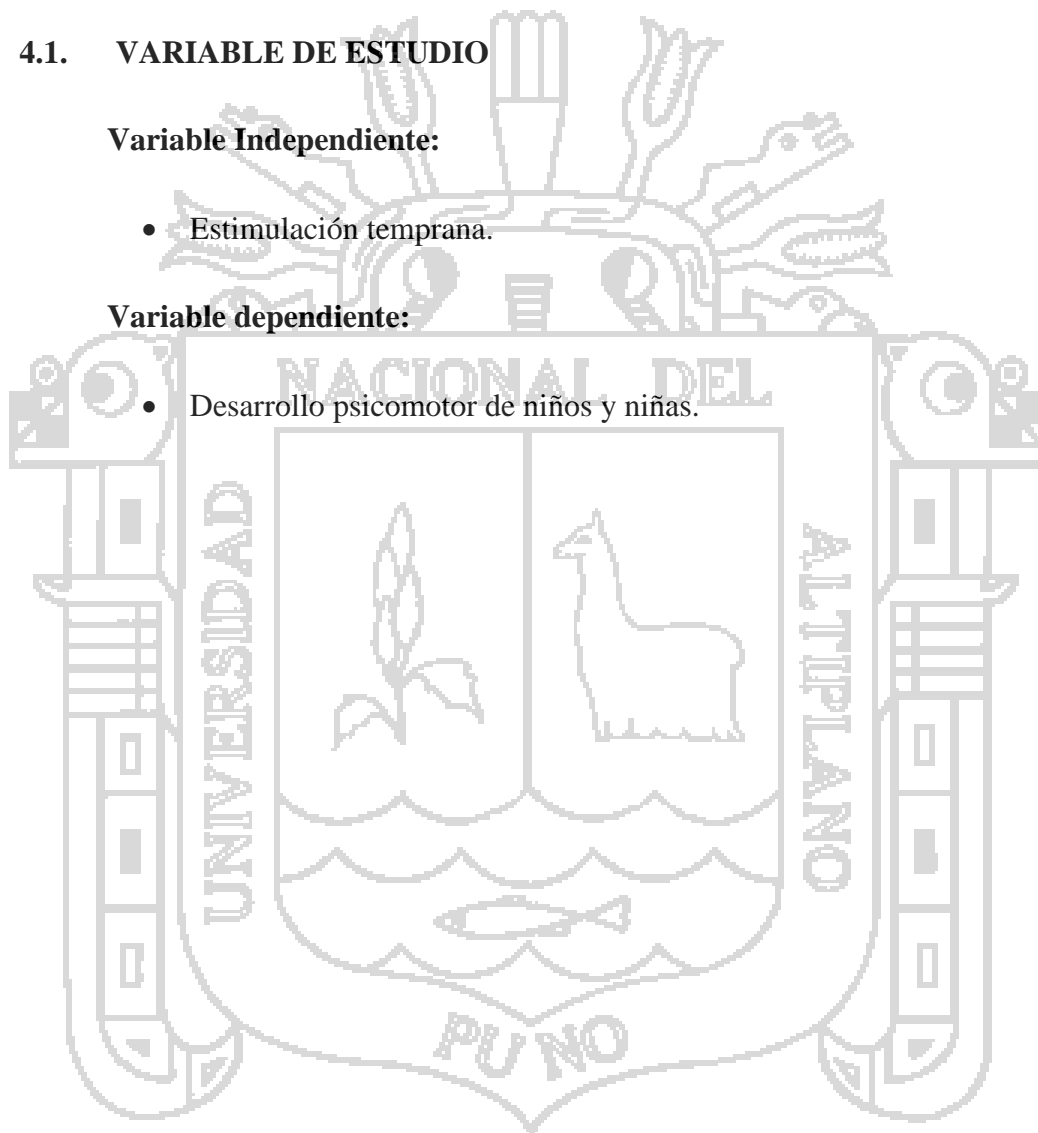 4.1. VARIABLE DE ESTUDIO
Variable Independiente:
• Estimulación temprana.
Variable dependiente:
• Desarrollo psicomotor de niños y niñas.
NACIONAL DEL
UNIVERSIDAD
ALTIPLANO
PUNO